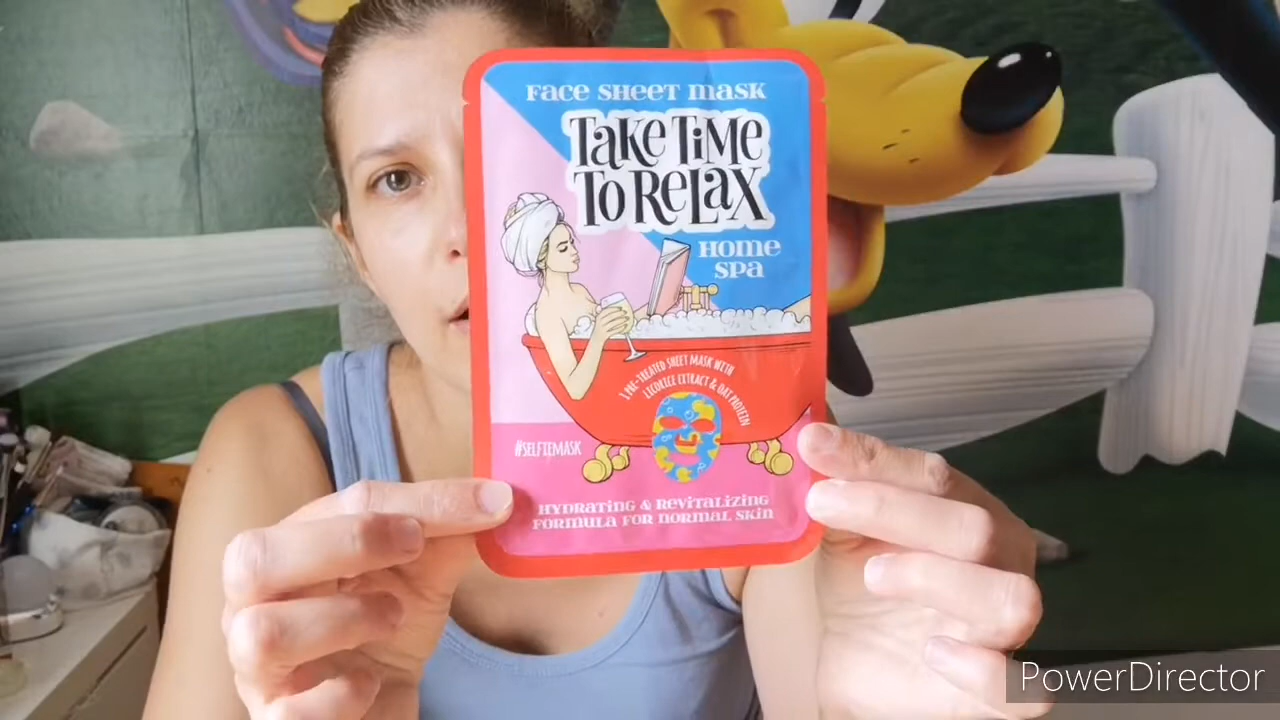 FACE SHEET MASK
TAKE TIME
TO RELAX
HOME
SPA
1 PRE-TREATED SHEET MASK WITH
LICORICE EXTRACT & OAT PROTEIN
#SELFIEMASK
HYDRATING & REVITALIZING
FORMULA FOR NORMAL SKIN
PowerDirector